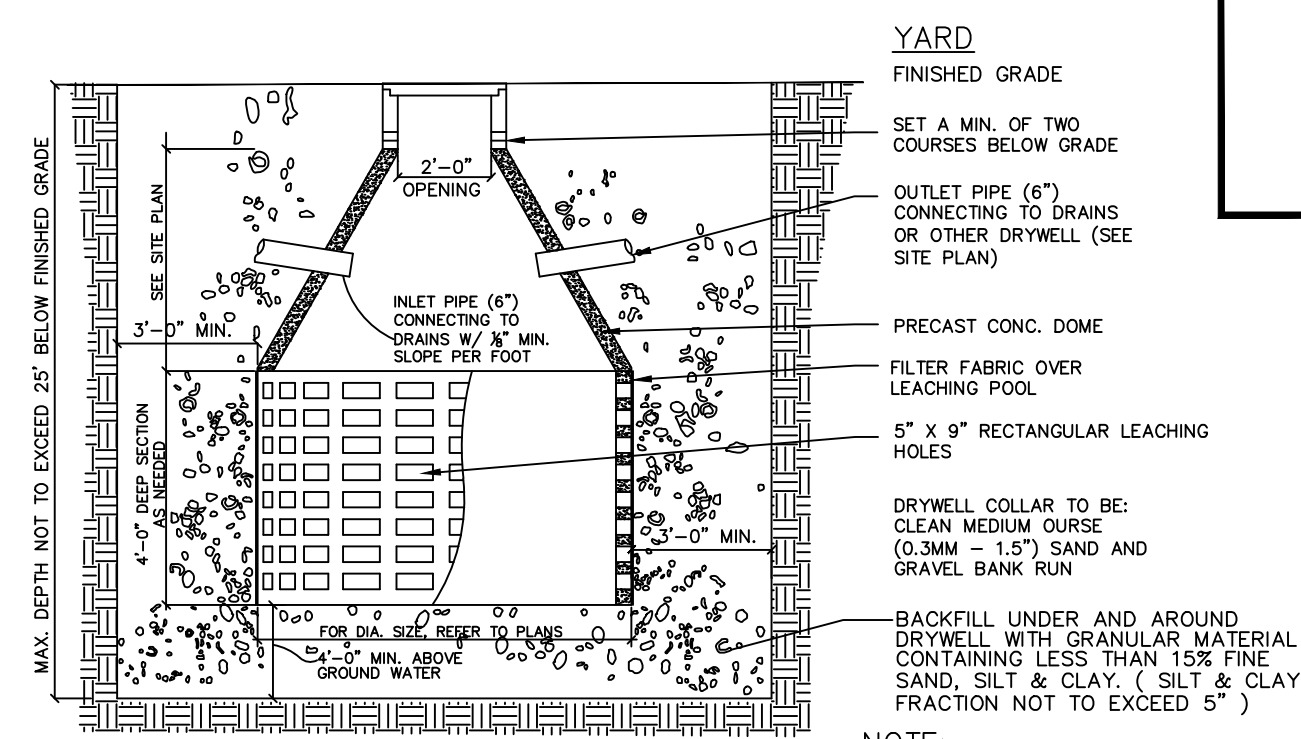 YARD
FINISHED GRADE
SET A MIN. OF TWO
COURSES BELOW GRADE
OUTLET PIPE (6")
CONNECTING TO DRAINS
OR OTHER DRYWELL (SEE
SITE PLAN)
PRECAST CONC. DOME
FILTER FABRIC OVER
LEACHING POOL
5" X 9" RECTANGULAR LEACHING
HOLES
DRYWELL COLLAR TO BE:
CLEAN MEDIUM OURSE
(0.3MM – 1.5") SAND AND
GRAVEL BANK RUN
BACKFILL UNDER AND AROUND
DRYWELL WITH GRANULAR MATERIAL
CONTAINING LESS THAN 15% FINE
SAND, SILT & CLAY. ( SILT & CLAY
FRACTION NOT TO EXCEED 5" )
NOTE:
MAX. DEPTH NOT TO EXCEED 25' BELOW FINISHED GRADE
SEE SITE PLAN
4'–0" DEEP SECTION
AS NEEDED
3'–0" MIN.
2'–0"
OPENING
INLET PIPE (6")
CONNECTING TO
DRAINS W/ ⅛" MIN.
SLOPE PER FOOT
3'–0" MIN.
FOR DIA. SIZE, REFER TO PLANS
4'–0" MIN. ABOVE
GROUND WATER